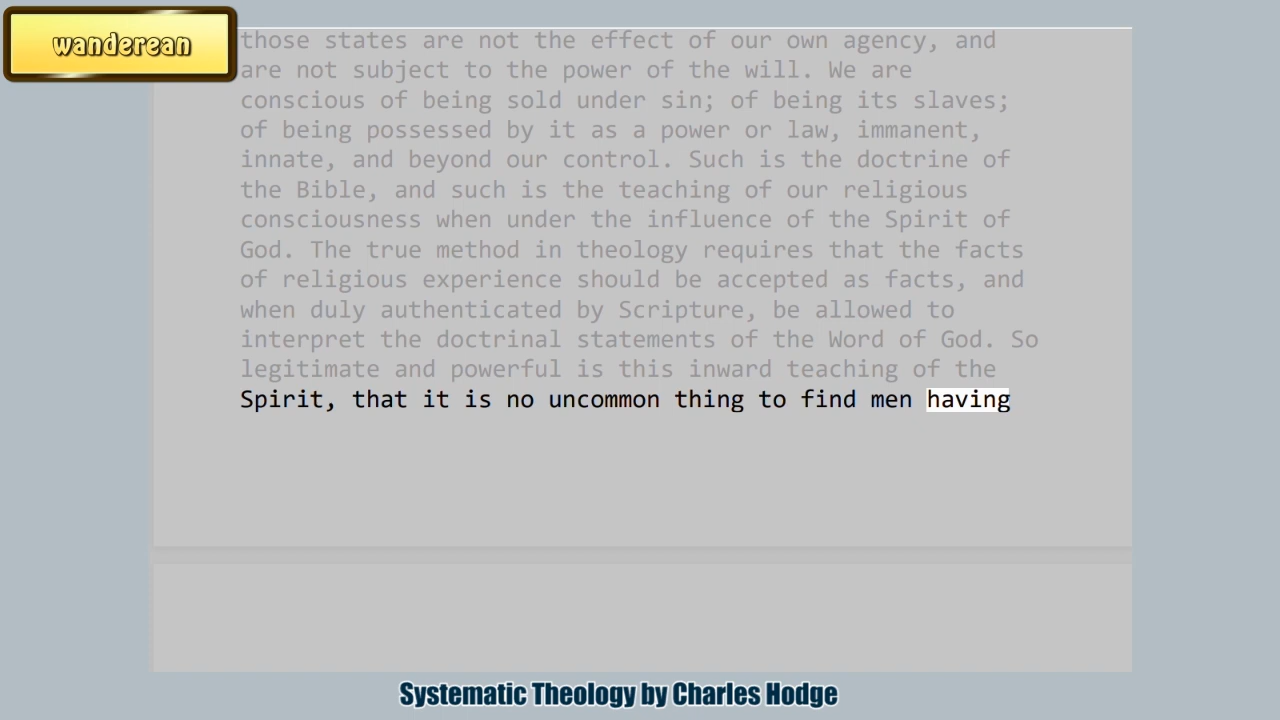 wanderean
those states are not the effect of our own agency, and
are not subject to the power of the will. We are
conscious of being sold under sin; of being its slaves;
of being possessed by it as a power or law, immanent,
innate, and beyond our control. Such is the doctrine of
the Bible, and such is the teaching of our religious
consciousness when under the influence of the Spirit of
God. The true method in theology requires that the facts
of religious experience should be accepted as facts, and
when duly authenticated by Scripture, be allowed to
interpret the doctrinal statements of the Word of God. So
legitimate and powerful is this inward teaching of the
Spirit, that it is no uncommon thing to find men having
Systematic Theology by Charles Hodge